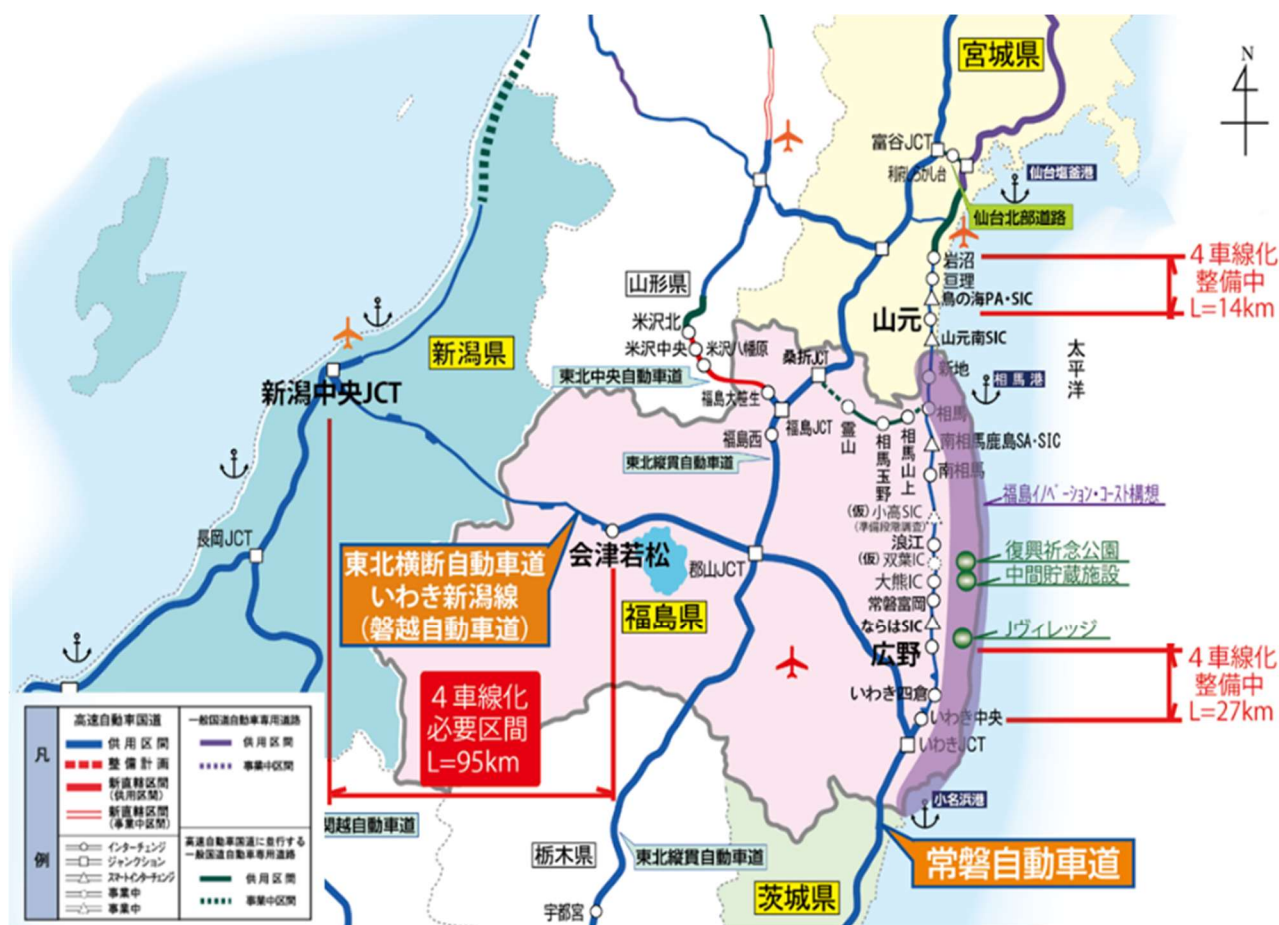 N
宮城県
富谷JCT
利府しらかし台
仙台塩釜港
仙台北部道路
岩沼
亘理
鳥の海PA・SIC
山元
山元南SIC
4車線化
整備中
L=14km
山形県
米沢北
米沢中央
米沢八幡原
東北中央自動車道
桑折JCT
福島大笹生
福島JCT
福島西
東北縦貫自動車道
霊山
相馬玉野
相馬山上
新地
相馬港
相馬
太平洋
南相馬鹿島SA・SIC
南相馬
福島イノベーション・コースト構想
(仮)小高SIC
(準備段階調査)
浪江
(仮)双葉IC
大熊IC
常磐富岡
ならはSIC
広野
いわき四倉
いわき中央
いわきJCT
小名浜港
復興祈念公園
中間貯蔵施設
Jヴィレッジ
4車線化
整備中
L=27km
新潟県
新潟中央JCT
長岡JCT
会津若松
郡山JCT
福島県
東北横断自動車道
いわき新潟線
(磐越自動車道)
4車線化
必要区間
L=95km
関越自動車道
栃木県
東北縦貫自動車道
宇都宮
茨城県
常磐自動車道
凡例
高速自動車国道
供用区間
整備計画
新直轄区間
(供用区間)
新直轄区間
(事業中区間)
インターチェンジ
ジャンクション
スマートインターチェンジ
事業中
事業中
一般国道自動車専用道路
供用区間
事業中区間
高速自動車国道に並行する
一般国道自動車専用道路
供用区間
事業中区間